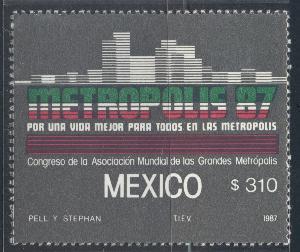 METROPOLIS 87
POR UNA VIDA MEJOR PARA TODOS EN LAS METROPOLIS
Congreso de la Asociación Mundial de las Grandes Metrópolis
MEXICO $310
PELL Y STEPHAN T.I.E.V. 1987